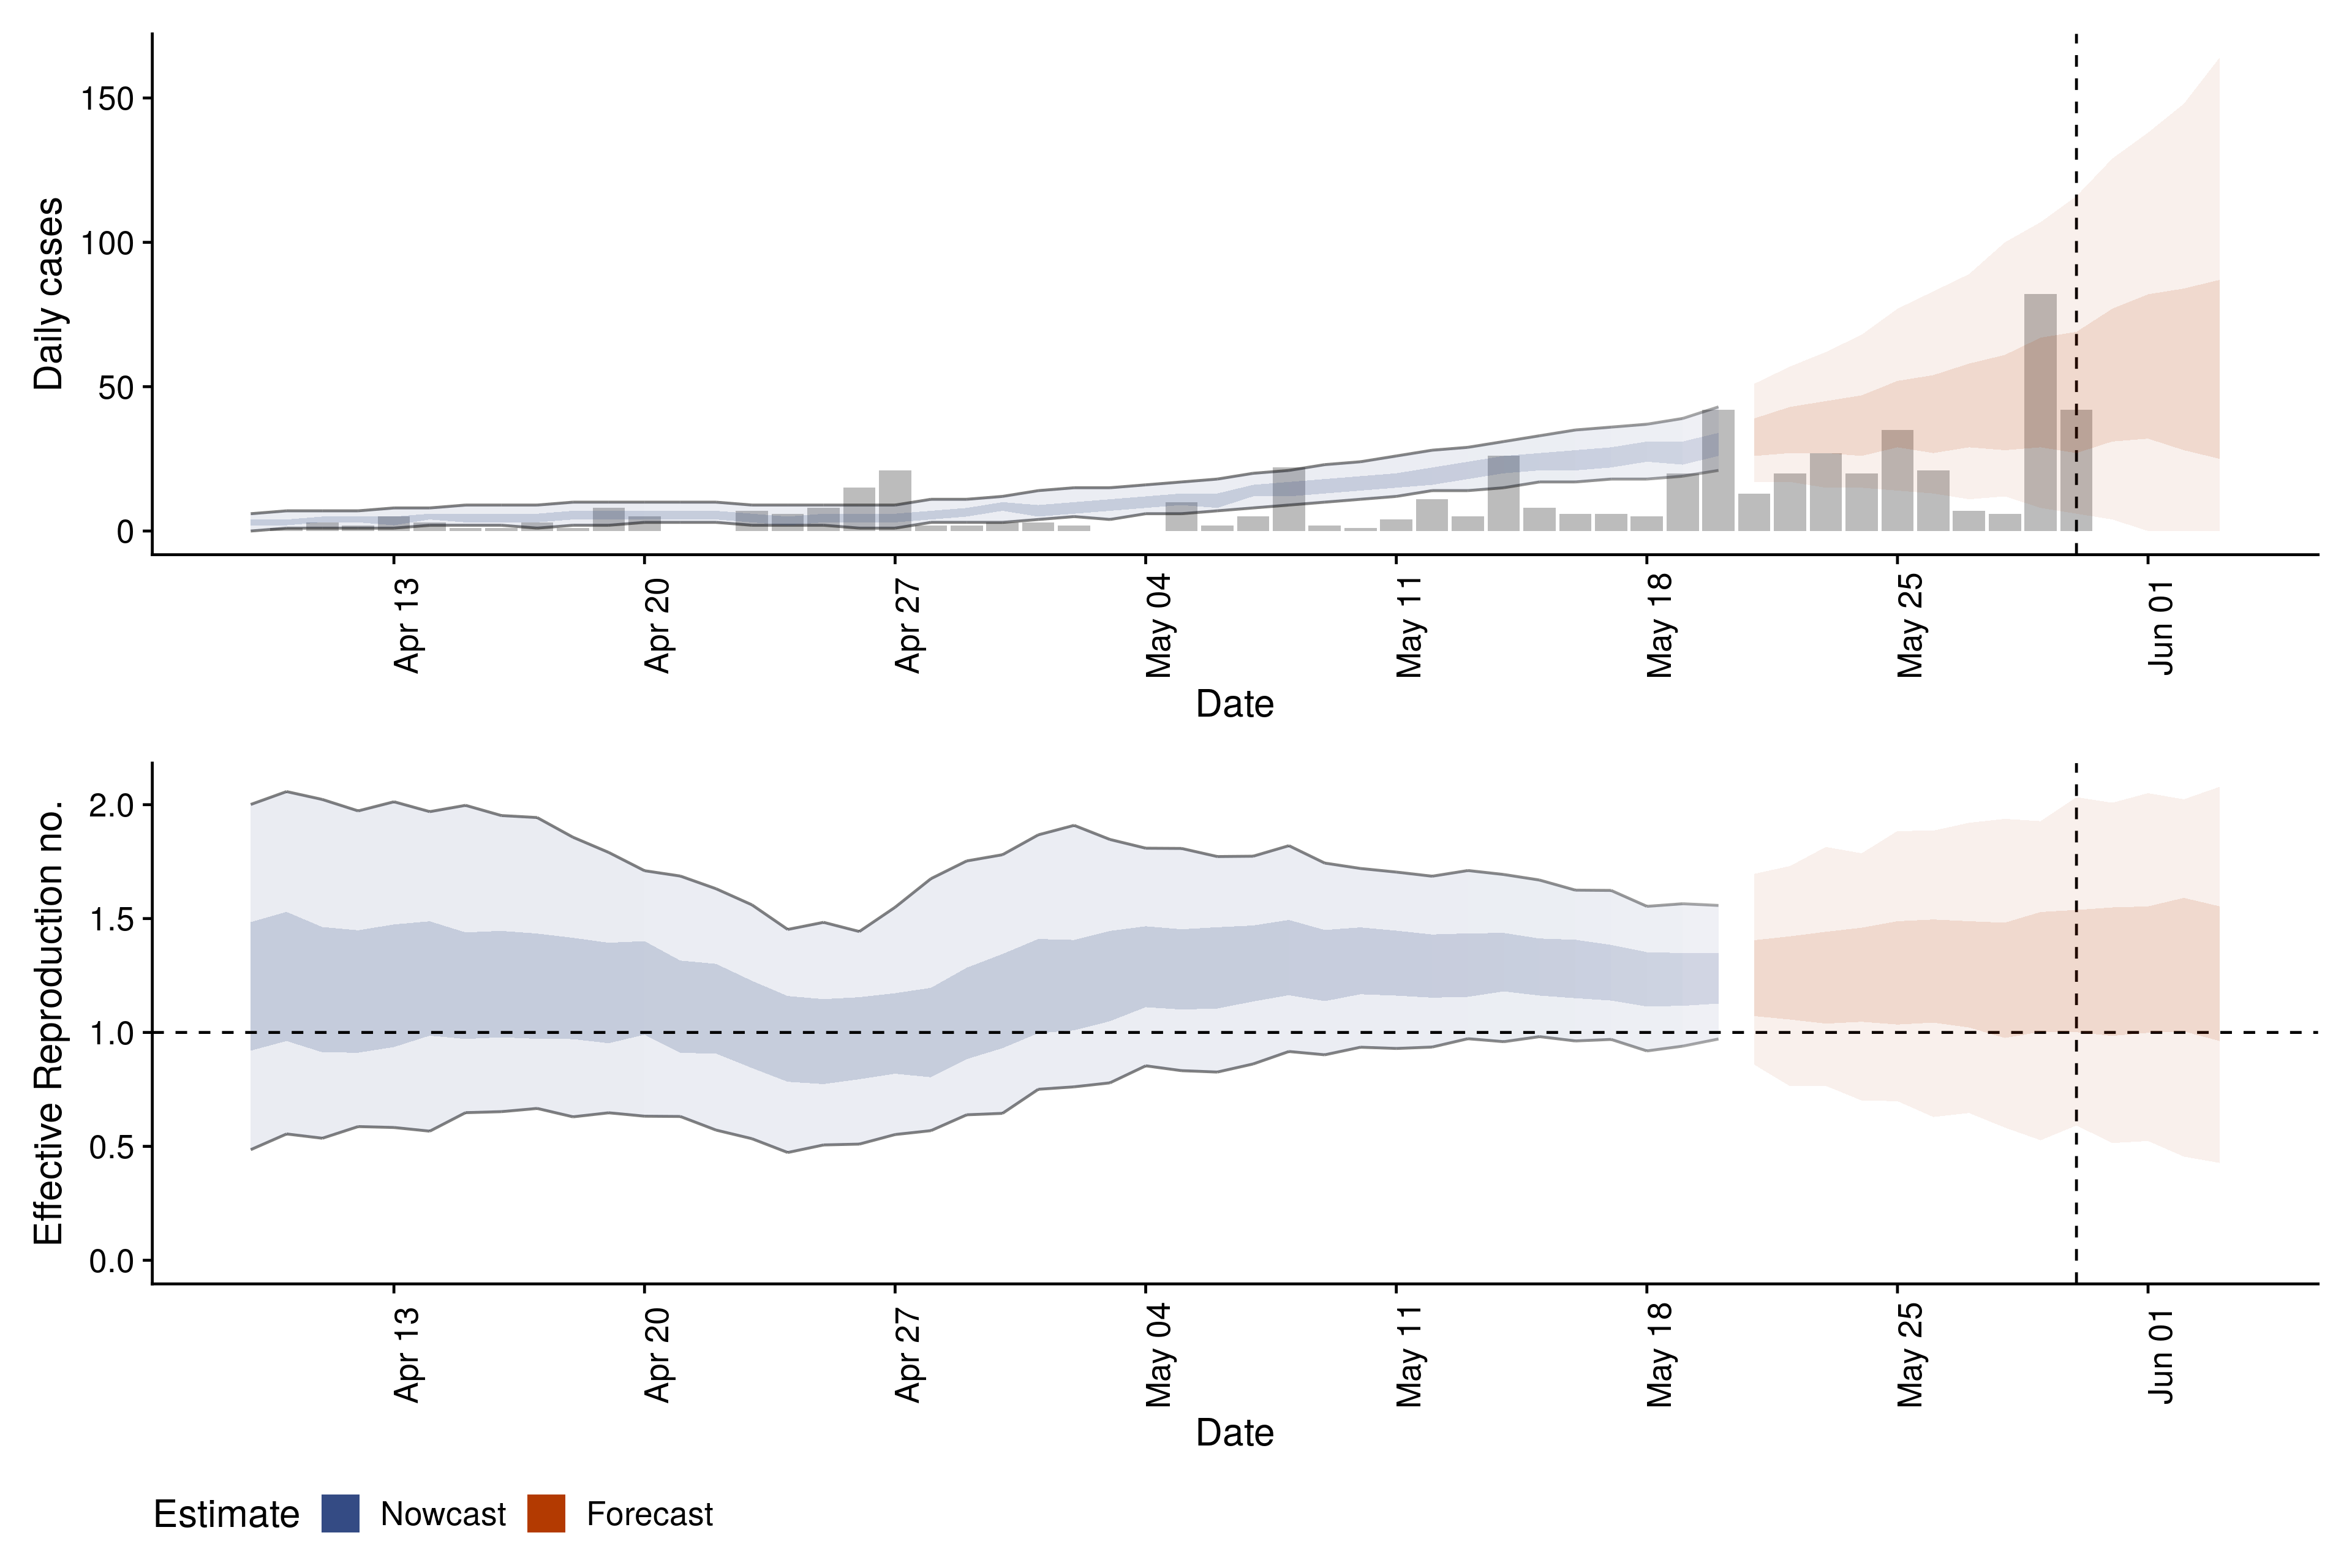 Daily cases
150
100
50
0
Apr 13
Apr 20
Apr 27
May 04
May 11
May 18
May 25
Jun 01
Date
Effective Reproduction no.
2.0
1.5
1.0
0.5
0.0
Apr 13
Apr 20
Apr 27
May 04
May 11
May 18
May 25
Jun 01
Date
Estimate Nowcast Forecast